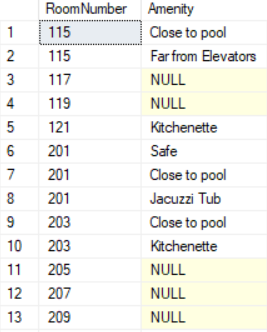 RoomNumber Amenity
1 115 Close to pool
2 115 Far from Elevators
3 117 NULL
4 119 NULL
5 121 Kitchenette
6 201 Safe
7 201 Close to pool
8 201 Jacuzzi Tub
9 203 Close to pool
10 203 Kitchenette
11 205 NULL
12 207 NULL
13 209 NULL